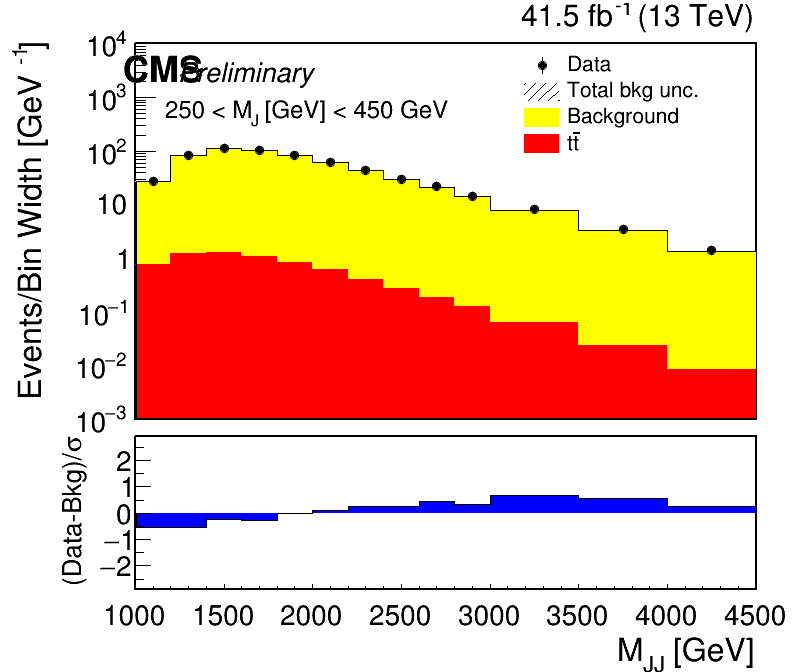 41.5 fb⁻¹ (13 TeV)
CMS Preliminary
250 < M_J [GeV] < 450 GeV
Data
Total bkg unc.
Background
tt̄
Events/Bin Width [GeV⁻¹]
10⁴
10³
10²
10
1
10⁻¹
10⁻²
10⁻³
(Data-Bkg)/σ
2
1
0
−1
−2
1000 1500 2000 2500 3000 3500 4000 4500
M_JJ [GeV]